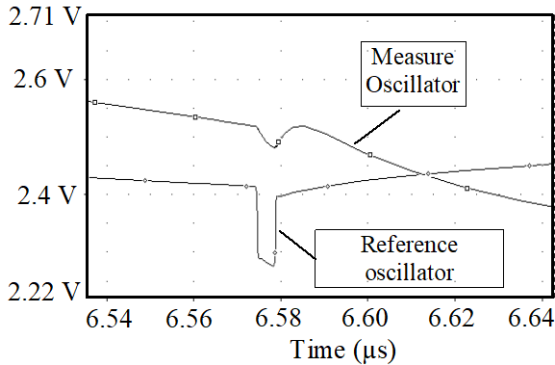 2.71 V
2.6 V
Measure
Oscillator
2.4 V
Reference
oscillator
2.22 V
6.54 6.56 6.58 6.60 6.62 6.64
Time (µs)